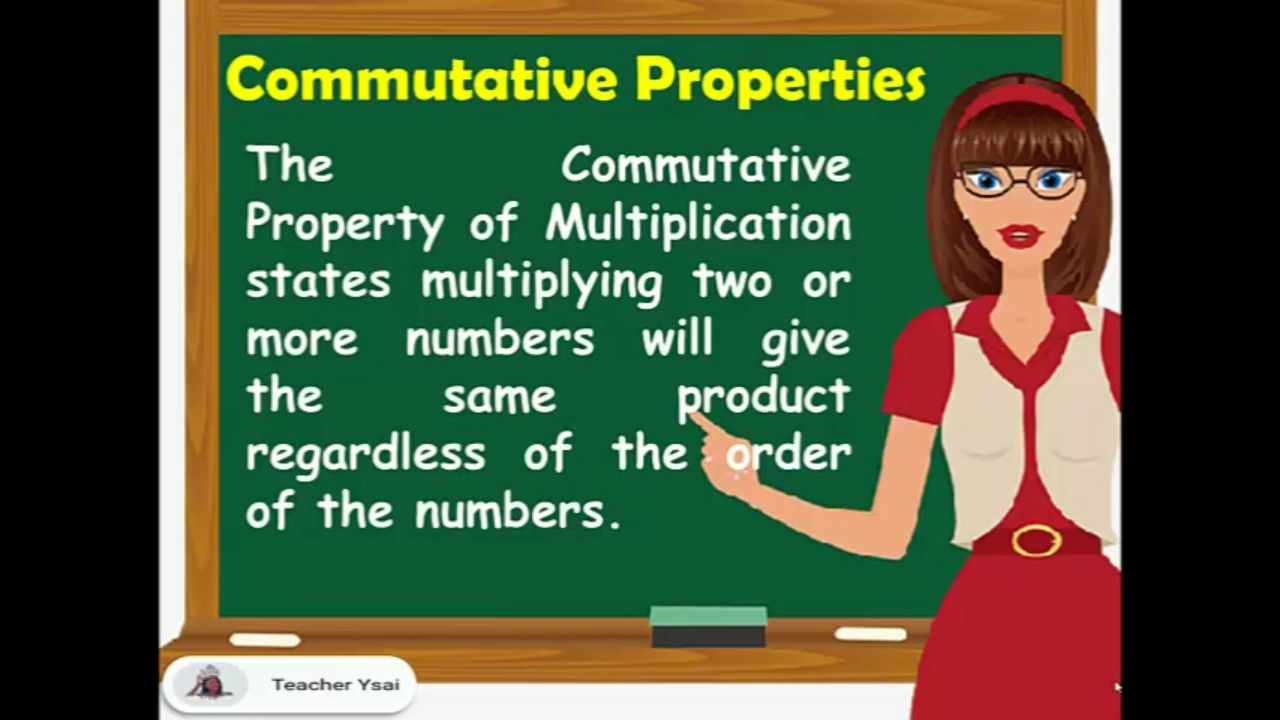 Commutative Properties
The Commutative
Property of Multiplication
states multiplying two or
more numbers will give
the same product
regardless of the order
of the numbers.
Teacher Ysai